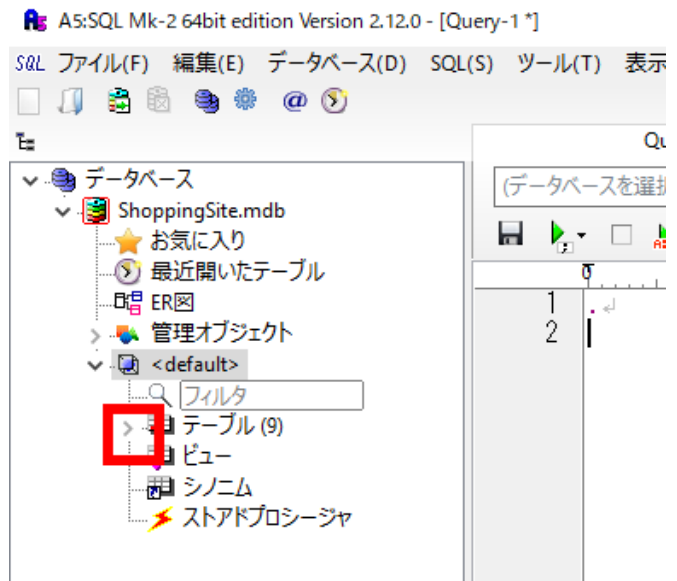 A5:SQL Mk-2 64bit edition Version 2.12.0 - [Query-1 *]
SQL ファイル(F) 編集(E) データベース(D) SQL(S) ツール(T) 表示
Qu
データベース
(データベースを選択
ShoppingSite.mdb
お気に入り
最近開いたテーブル
ER図
1
管理オブジェクト
2
<default>
フィルタ
テーブル (9)
ビュー
シノニム
ストアドプロシージャ